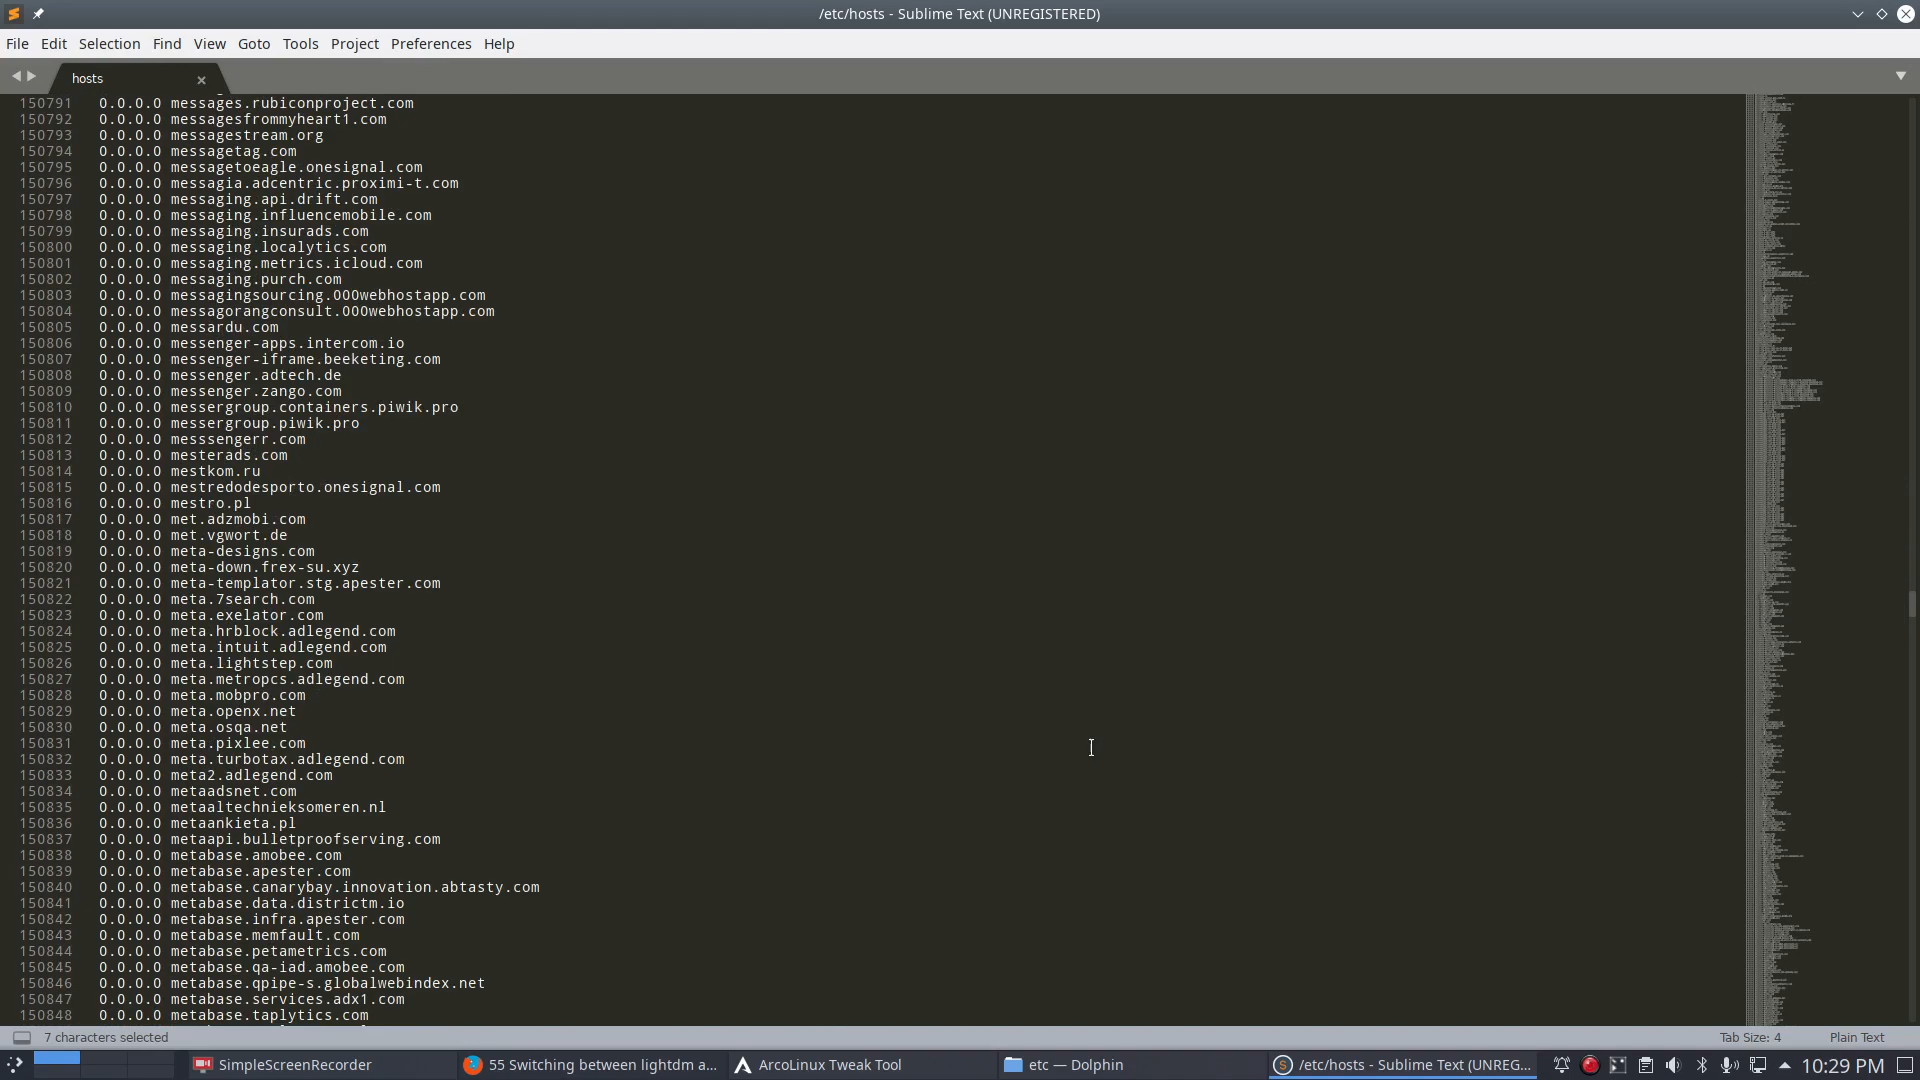 /etc/hosts - Sublime Text (UNREGISTERED)
File Edit Selection Find View Goto Tools Project Preferences Help
hosts
150791 0.0.0.0 messages.rubiconproject.com
150792 0.0.0.0 messagesfrommyheart1.com
150793 0.0.0.0 messagestream.org
150794 0.0.0.0 messagetag.com
150795 0.0.0.0 messagetoeagle.onesignal.com
150796 0.0.0.0 messagia.adcentric.proximi-t.com
150797 0.0.0.0 messaging.api.drift.com
150798 0.0.0.0 messaging.influencemobile.com
150799 0.0.0.0 messaging.insurads.com
150800 0.0.0.0 messaging.localytics.com
150801 0.0.0.0 messaging.metrics.icloud.com
150802 0.0.0.0 messaging.purch.com
150803 0.0.0.0 messagingsourcing.000webhostapp.com
150804 0.0.0.0 messagorangconsult.000webhostapp.com
150805 0.0.0.0 messardu.com
150806 0.0.0.0 messenger-apps.intercom.io
150807 0.0.0.0 messenger-iframe.beeketing.com
150808 0.0.0.0 messenger.adtech.de
150809 0.0.0.0 messenger.zango.com
150810 0.0.0.0 messergroup.containers.piwik.pro
150811 0.0.0.0 messergroup.piwik.pro
150812 0.0.0.0 messsengerr.com
150813 0.0.0.0 mesterads.com
150814 0.0.0.0 mestkom.ru
150815 0.0.0.0 mestredodesporto.onesignal.com
150816 0.0.0.0 mestro.pl
150817 0.0.0.0 met.adzmobi.com
150818 0.0.0.0 met.vgwort.de
150819 0.0.0.0 meta-designs.com
150820 0.0.0.0 meta-down.frex-su.xyz
150821 0.0.0.0 meta-templator.stg.apester.com
150822 0.0.0.0 meta.7search.com
150823 0.0.0.0 meta.exelator.com
150824 0.0.0.0 meta.hrblock.adlegend.com
150825 0.0.0.0 meta.intuit.adlegend.com
150826 0.0.0.0 meta.lightstep.com
150827 0.0.0.0 meta.metropcs.adlegend.com
150828 0.0.0.0 meta.mobpro.com
150829 0.0.0.0 meta.openx.net
150830 0.0.0.0 meta.osqa.net
150831 0.0.0.0 meta.pixlee.com
150832 0.0.0.0 meta.turbotax.adlegend.com
150833 0.0.0.0 meta2.adlegend.com
150834 0.0.0.0 metaadsnet.com
150835 0.0.0.0 metaaltechnieksomeren.nl
150836 0.0.0.0 metaankieta.pl
150837 0.0.0.0 metaapi.bulletproofserving.com
150838 0.0.0.0 metabase.amobee.com
150839 0.0.0.0 metabase.apester.com
150840 0.0.0.0 metabase.canarybay.innovation.abtasty.com
150841 0.0.0.0 metabase.data.districtm.io
150842 0.0.0.0 metabase.infra.apester.com
150843 0.0.0.0 metabase.memfault.com
150844 0.0.0.0 metabase.petametrics.com
150845 0.0.0.0 metabase.qa-iad.amobee.com
150846 0.0.0.0 metabase.qpipe-s.globalwebindex.net
150847 0.0.0.0 metabase.services.adx1.com
150848 0.0.0.0 metabase.taplytics.com
7 characters selected Tab Size: 4 Plain Text
SimpleScreenRecorder 55 Switching between lightdm a... ArcoLinux Tweak Tool etc — Dolphin /etc/hosts - Sublime Text (UNREG... 10:29 PM